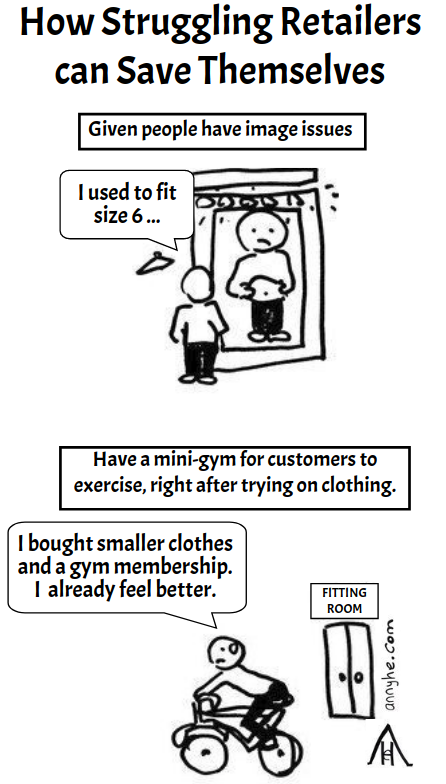 How Struggling Retailers
can Save Themselves
Given people have image issues
I used to fit
size 6 ...
Have a mini-gym for customers to
exercise, right after trying on clothing.
I bought smaller clothes
and a gym membership.
I already feel better.
FITTING
ROOM
annyhe.com